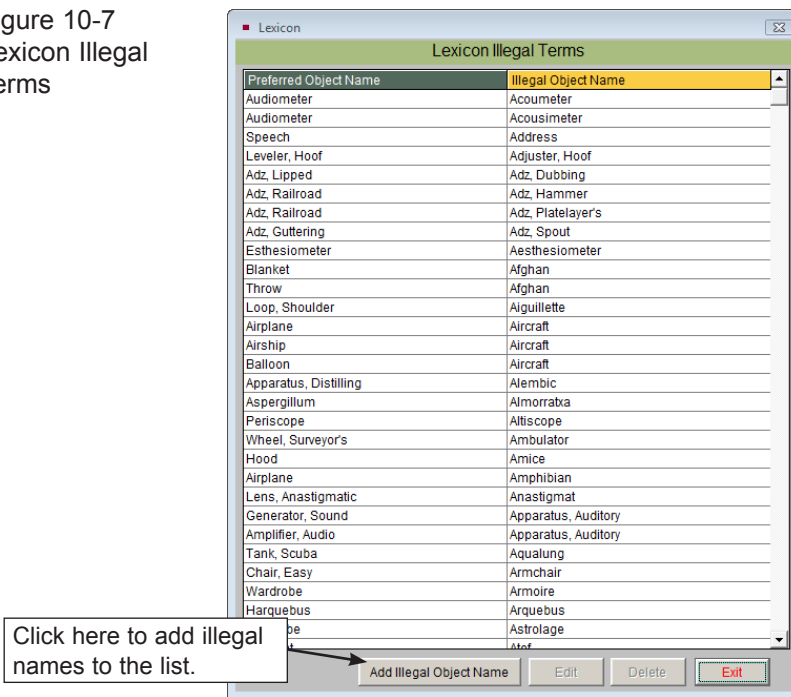 gure 10-7
exicon Illegal
erms
Lexicon
Lexicon Illegal Terms
Preferred Object Name Illegal Object Name
Audiometer Acoumeter
Audiometer Acousimeter
Speech Address
Leveler, Hoof Adjuster, Hoof
Adz, Lipped Adz, Dubbing
Adz, Railroad Adz, Hammer
Adz, Railroad Adz, Platelayer's
Adz, Guttering Adz, Spout
Esthesiometer Aesthesiometer
Blanket Afghan
Throw Afghan
Loop, Shoulder Aiguillette
Airplane Aircraft
Airship Aircraft
Balloon Aircraft
Apparatus, Distilling Alembic
Aspergillum Almorratxa
Periscope Altiscope
Wheel, Surveyor's Ambulator
Hood Amice
Airplane Amphibian
Lens, Anastigmatic Anastigmat
Generator, Sound Apparatus, Auditory
Amplifier, Audio Apparatus, Auditory
Tank, Scuba Aqualung
Chair, Easy Armchair
Wardrobe Armoire
Harquebus Arquebus
be Astrolage
Click here to add illegal
names to the list.
Add Illegal Object Name Edit Delete Exit